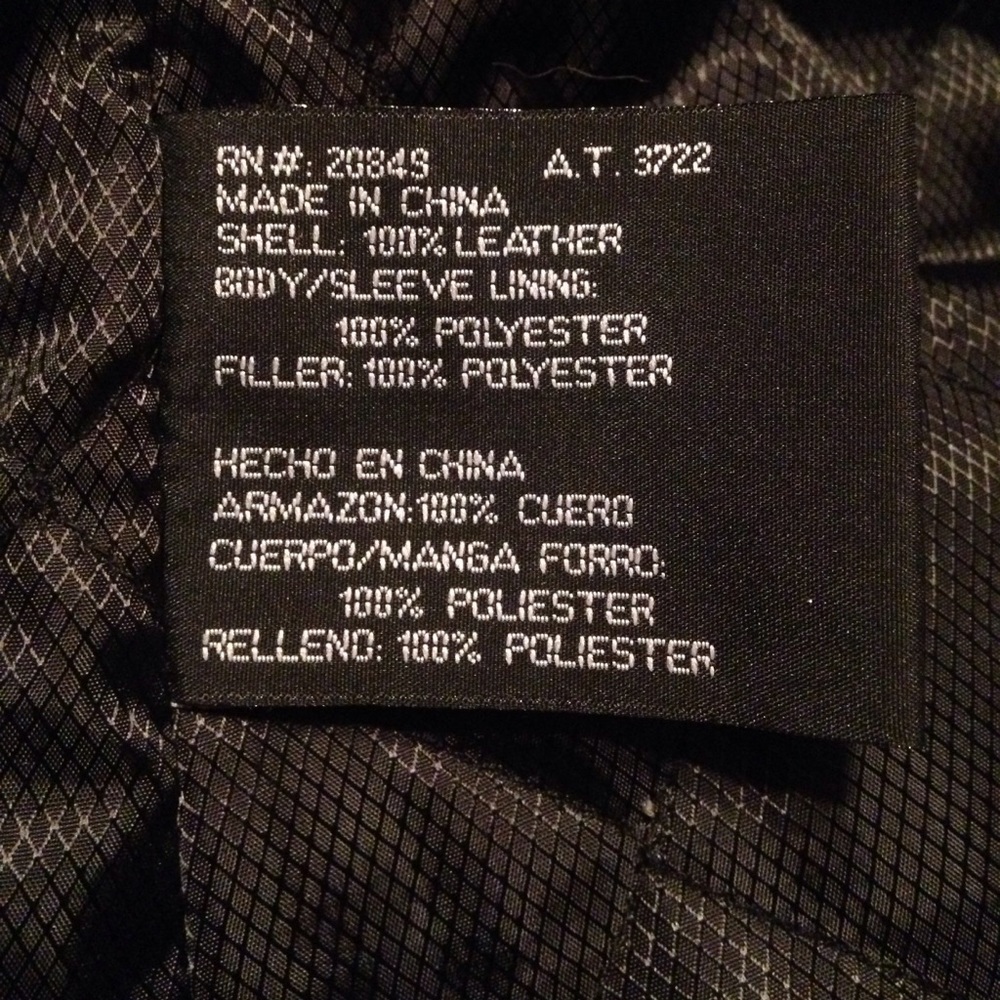 RN#: 20849 A.T. 3722
MADE IN CHINA
SHELL: 100% LEATHER
BODY/SLEEVE LINING:
100% POLYESTER
FILLER: 100% POLYESTER
HECHO EN CHINA
ARMAZON:100% CUERO
CUERPO/MANGA FORRO:
100% POLIESTER
RELLENO: 100% POLIESTER